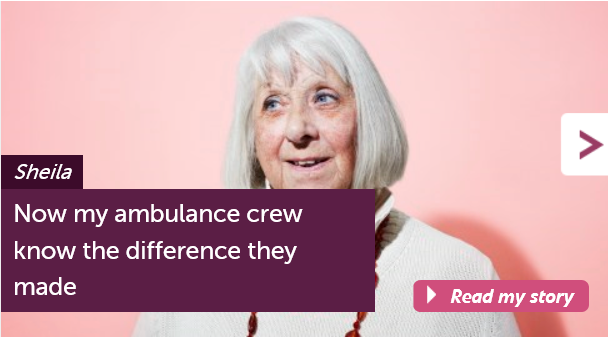 Sheila
Now my ambulance crew
know the difference they
made
Read my story